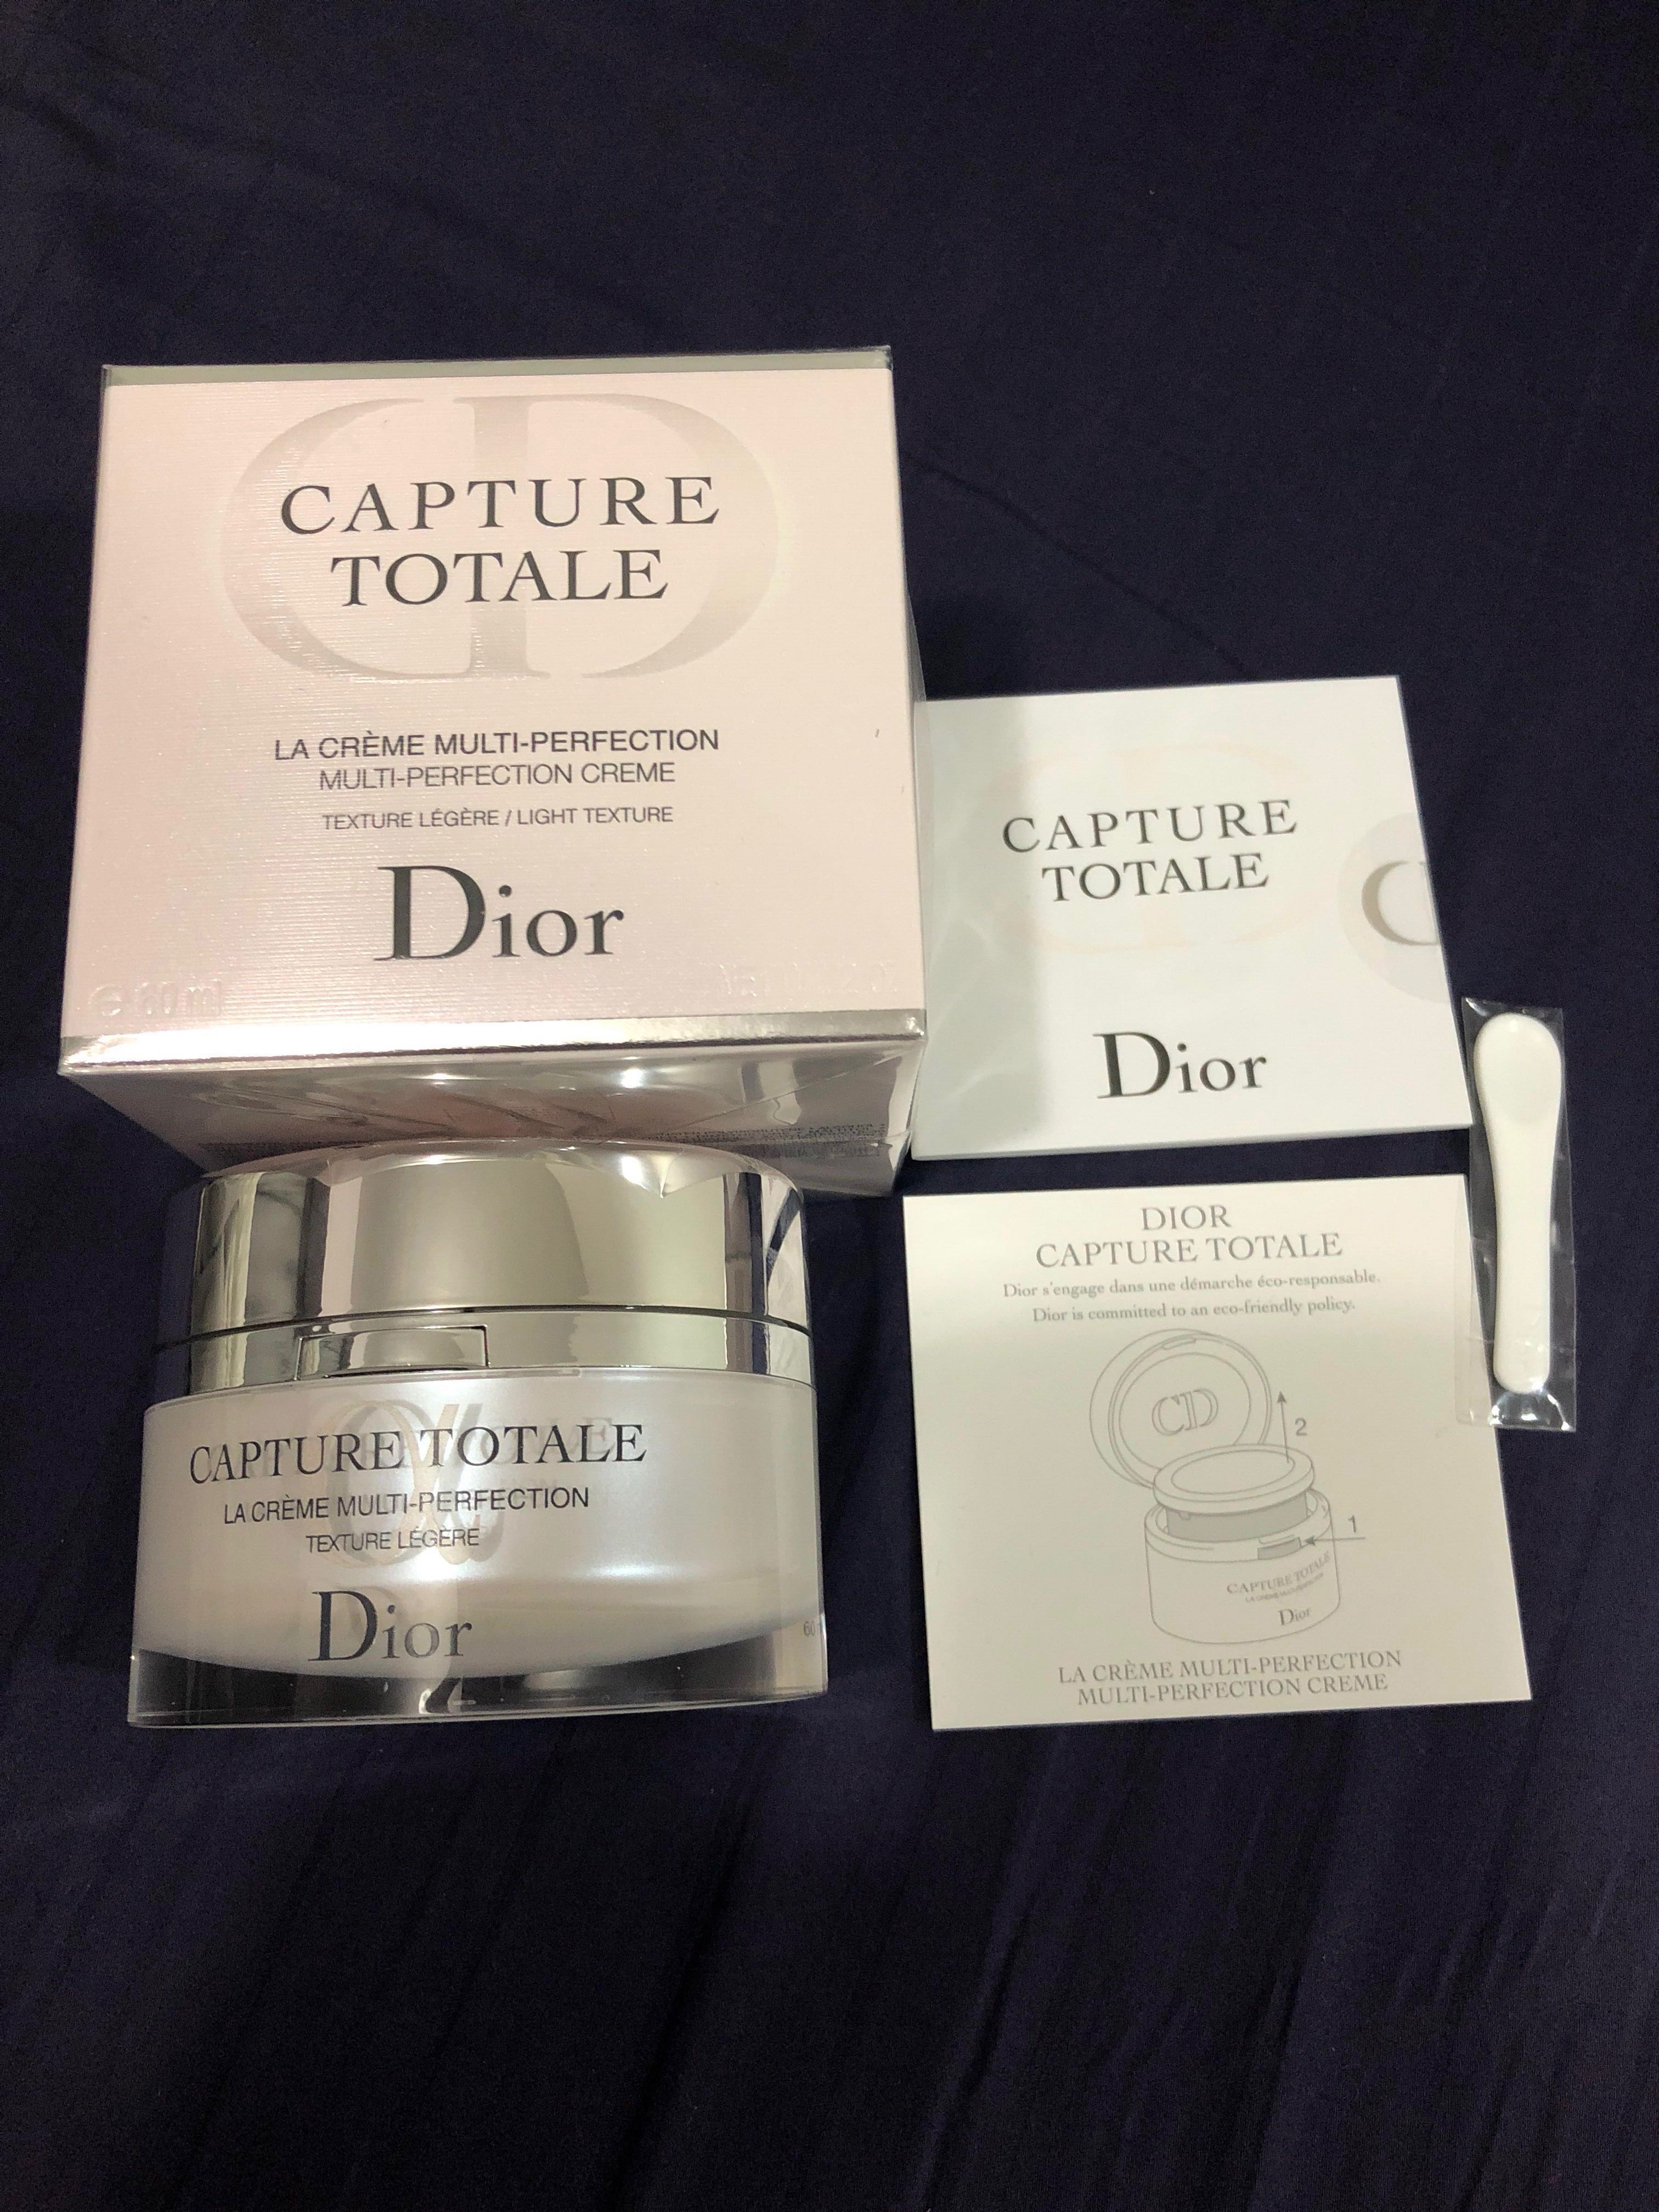 CAPTURE
TOTALE
LA CRÈME MULTI-PERFECTION
MULTI-PERFECTION CREME
TEXTURE LÉGÈRE / LIGHT TEXTURE
Dior
℮ 60 ml
CAPTURE TOTALE
LA CRÈME MULTI-PERFECTION
TEXTURE LÉGÈRE
Dior
60
CAPTURE
TOTALE
Dior
DIOR
CAPTURE TOTALE
Dior s'engage dans une démarche éco-responsable.
Dior is committed to an eco-friendly policy.
CD
2
1
CAPTURE TOTALE
Dior
LA CRÈME MULTI-PERFECTION
MULTI-PERFECTION CREME